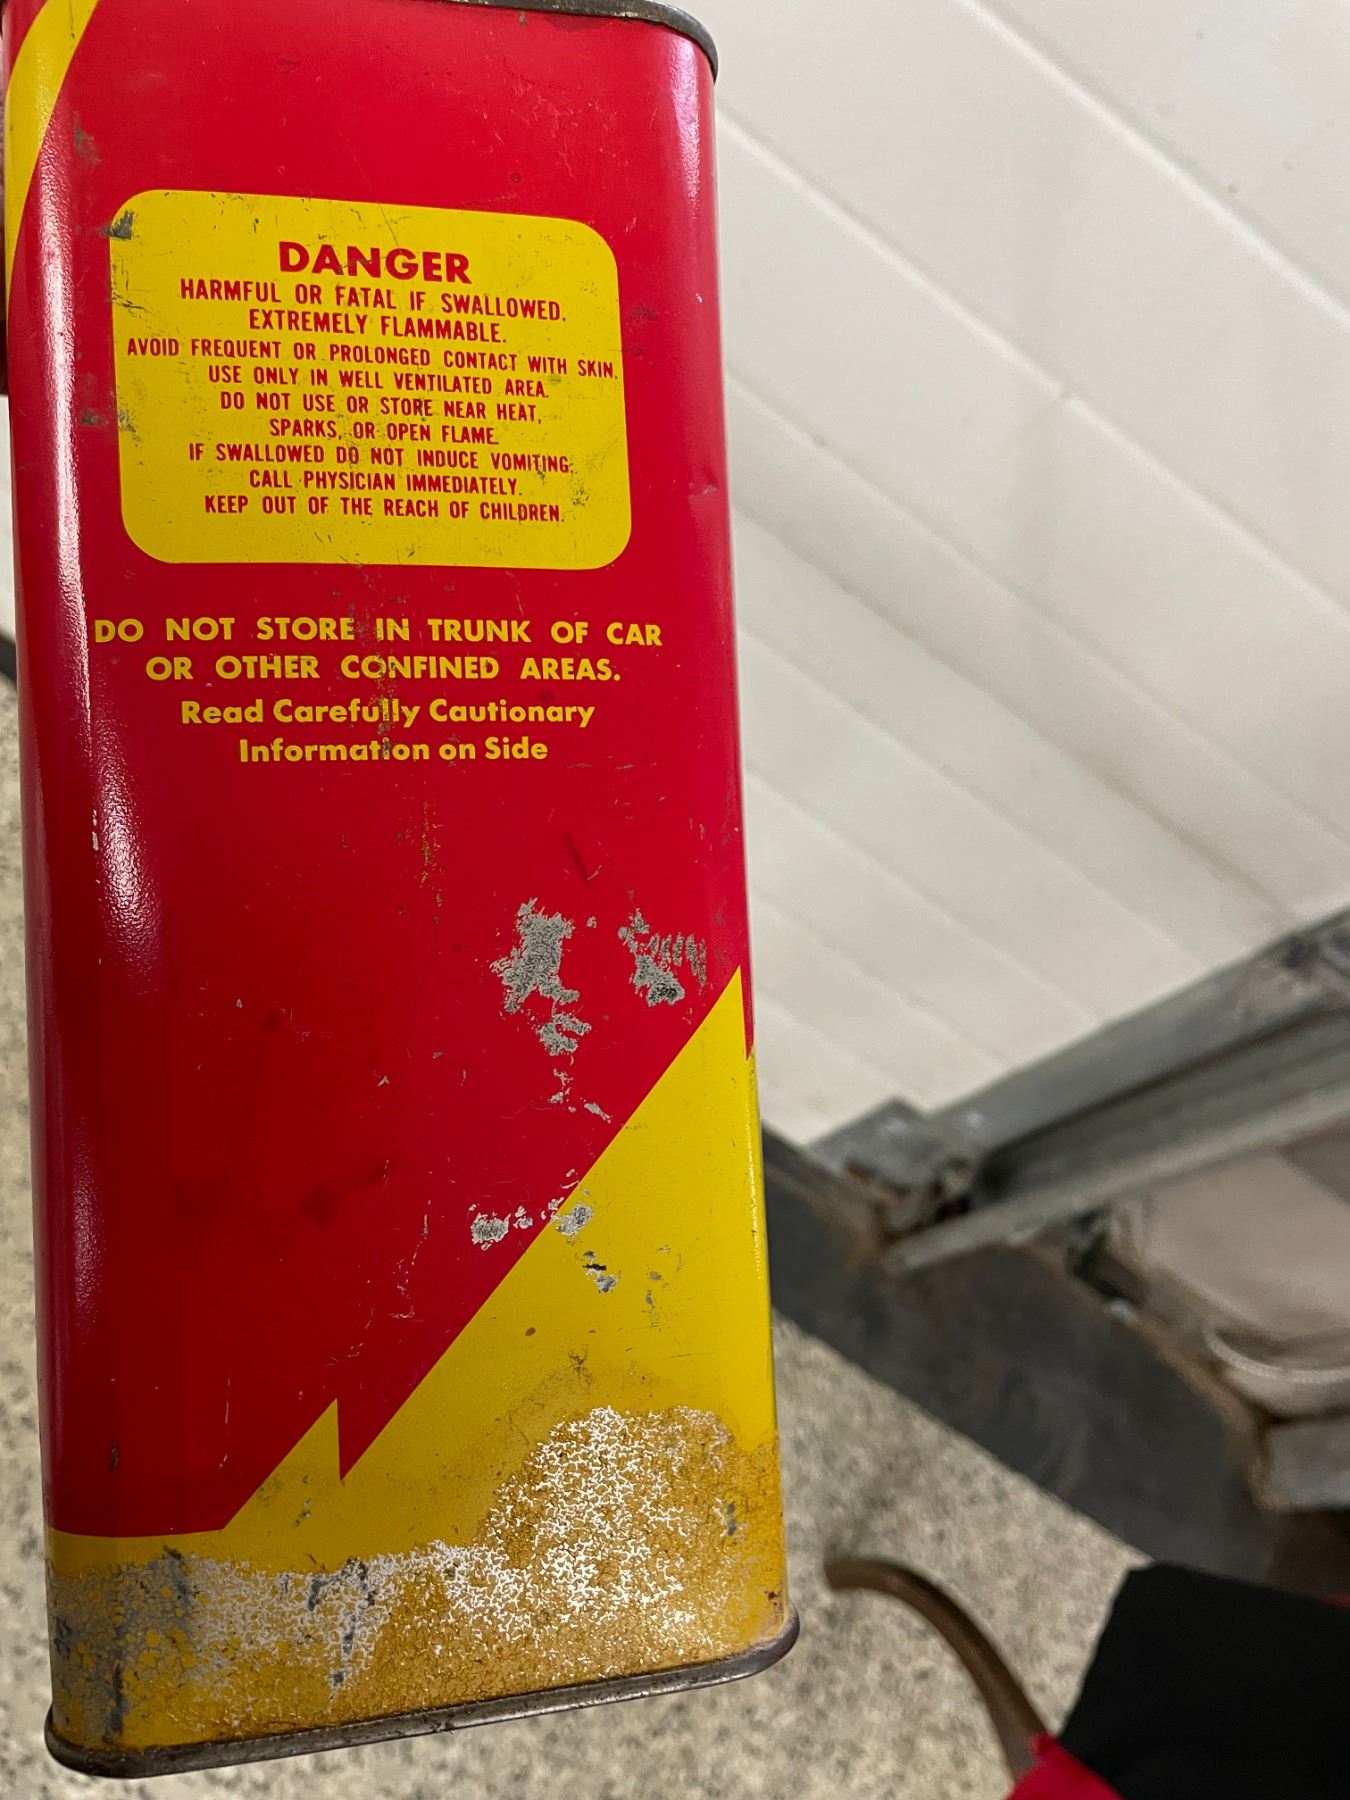 DANGER
HARMFUL OR FATAL IF SWALLOWED.
EXTREMELY FLAMMABLE.
AVOID FREQUENT OR PROLONGED CONTACT WITH SKIN.
USE ONLY IN WELL VENTILATED AREA.
DO NOT USE OR STORE NEAR HEAT,
SPARKS, OR OPEN FLAME.
IF SWALLOWED DO NOT INDUCE VOMITING.
CALL PHYSICIAN IMMEDIATELY.
KEEP OUT OF THE REACH OF CHILDREN.
DO NOT STORE IN TRUNK OF CAR
OR OTHER CONFINED AREAS.
Read Carefully Cautionary
Information on Side